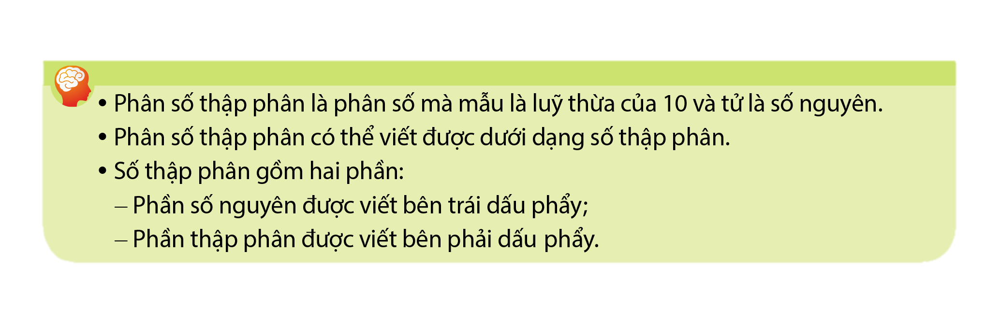 • Phân số thập phân là phân số mà mẫu là luỹ thừa của 10 và tử là số nguyên.
• Phân số thập phân có thể viết được dưới dạng số thập phân.
• Số thập phân gồm hai phần:
– Phần số nguyên được viết bên trái dấu phẩy;
– Phần thập phân được viết bên phải dấu phẩy.